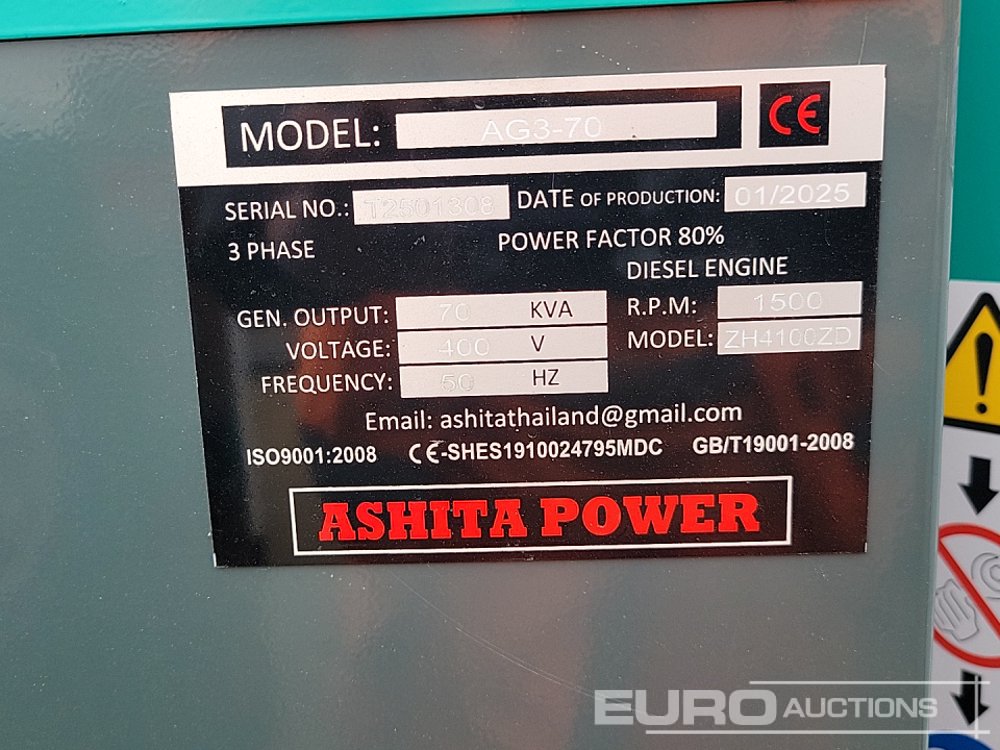 MODEL: AG3-70 CE
SERIAL NO.: T2501308 DATE OF PRODUCTION: 01/2025
3 PHASE POWER FACTOR 80%
DIESEL ENGINE
GEN. OUTPUT: 70 KVA R.P.M: 1500
VOLTAGE: 400 V MODEL: ZH4100ZD
FREQUENCY: 50 HZ
Email: ashitathailand@gmail.com
ISO9001:2008 CE-SHES1910024795MDC GB/T19001-2008
ASHITA POWER
EURO AUCTIONS